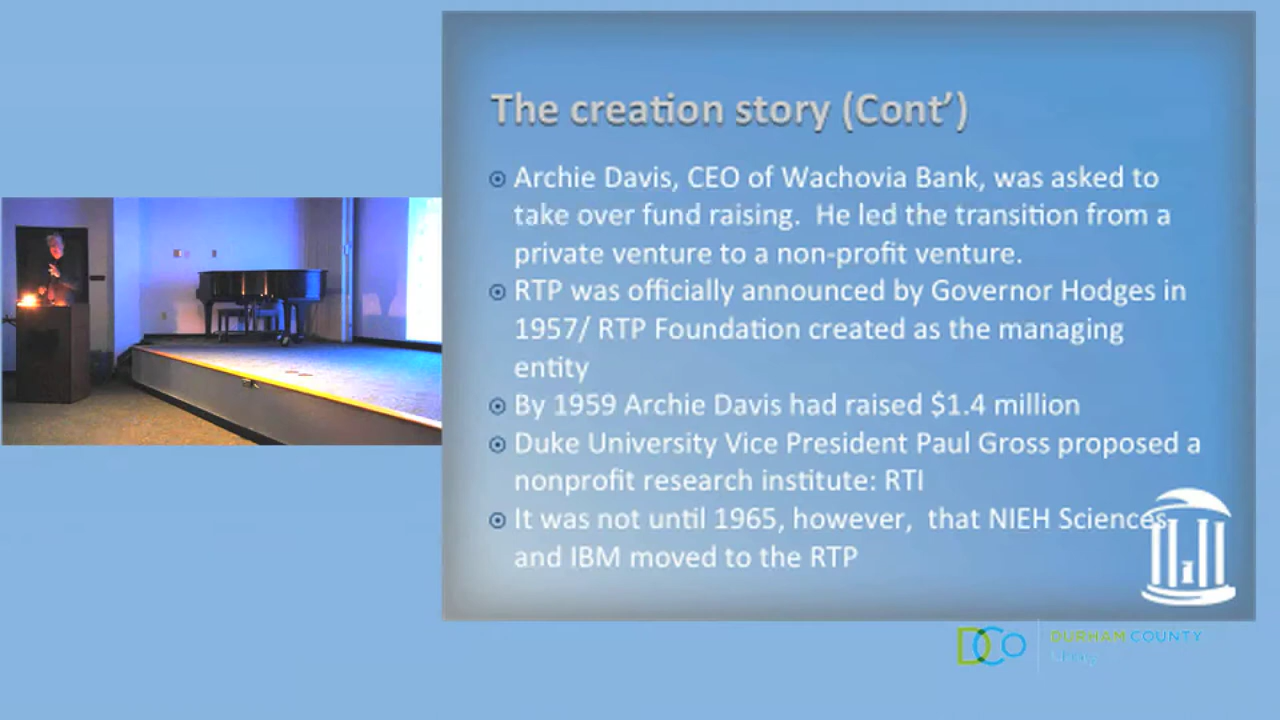 The creation story (Cont’)
Archie Davis, CEO of Wachovia Bank, was asked to
take over fund raising.  He led the transition from a
private venture to a non-profit venture.
RTP was officially announced by Governor Hodges in
1957/ RTP Foundation created as the managing
entity
By 1959 Archie Davis had raised $1.4 million
Duke University Vice President Paul Gross proposed a
nonprofit research institute: RTI
It was not until 1965, however,  that NIEH Sciences
and IBM moved to the RTP
DCo
DURHAM COUNTY